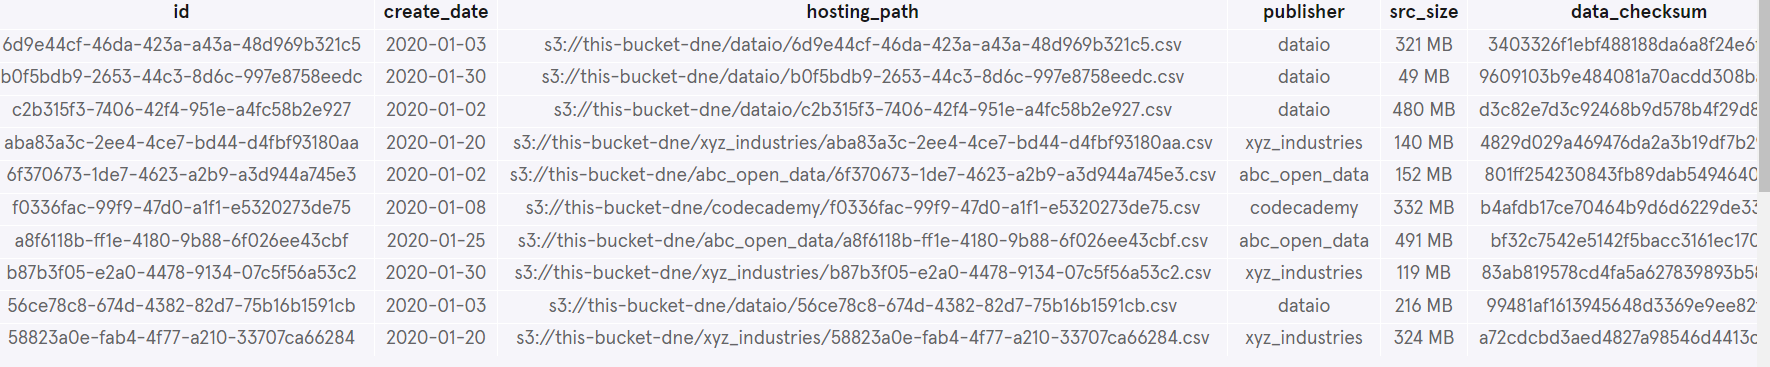 id create_date hosting_path publisher src_size data_checksum
6d9e44cf-46da-423a-a43a-48d969b321c5 2020-01-03 s3://this-bucket-dne/dataio/6d9e44cf-46da-423a-a43a-48d969b321c5.csv dataio 321 MB 3403326f1ebf488188da6a8f24e6
b0f5bdb9-2653-44c3-8d6c-997e8758eedc 2020-01-30 s3://this-bucket-dne/dataio/b0f5bdb9-2653-44c3-8d6c-997e8758eedc.csv dataio 49 MB 9609103b9e484081a70acdd308b
c2b315f3-7406-42f4-951e-a4fc58b2e927 2020-01-02 s3://this-bucket-dne/dataio/c2b315f3-7406-42f4-951e-a4fc58b2e927.csv dataio 480 MB d3c82e7d3c92468b9d578b4f29d8
aba83a3c-2ee4-4ce7-bd44-d4fbf93180aa 2020-01-20 s3://this-bucket-dne/xyz_industries/aba83a3c-2ee4-4ce7-bd44-d4fbf93180aa.csv xyz_industries 140 MB 4829d029a469476da2a3b19df7b2
6f370673-1de7-4623-a2b9-a3d944a745e3 2020-01-02 s3://this-bucket-dne/abc_open_data/6f370673-1de7-4623-a2b9-a3d944a745e3.csv abc_open_data 152 MB 801ff254230843fb89dab5494640
f0336fac-99f9-47d0-a1f1-e5320273de75 2020-01-08 s3://this-bucket-dne/codecademy/f0336fac-99f9-47d0-a1f1-e5320273de75.csv codecademy 332 MB b4afdb17ce70464b9d6d6229de33
a8f6118b-ff1e-4180-9b88-6f026ee43cbf 2020-01-25 s3://this-bucket-dne/abc_open_data/a8f6118b-ff1e-4180-9b88-6f026ee43cbf.csv abc_open_data 491 MB bf32c7542e5142f5bacc3161ec170
b87b3f05-e2a0-4478-9134-07c5f56a53c2 2020-01-30 s3://this-bucket-dne/xyz_industries/b87b3f05-e2a0-4478-9134-07c5f56a53c2.csv xyz_industries 119 MB 83ab819578cd4fa5a627839893b5
56ce78c8-674d-4382-82d7-75b16b1591cb 2020-01-03 s3://this-bucket-dne/dataio/56ce78c8-674d-4382-82d7-75b16b1591cb.csv dataio 216 MB 99481af1613945648d3369e9ee82
58823a0e-fab4-4f77-a210-33707ca66284 2020-01-20 s3://this-bucket-dne/xyz_industries/58823a0e-fab4-4f77-a210-33707ca66284.csv xyz_industries 324 MB a72cdcbd3aed4827a98546d4413c